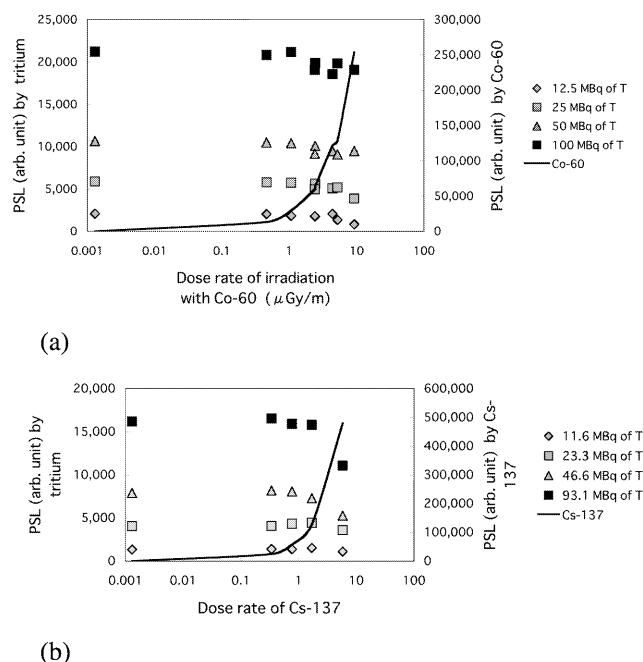 25,000
20,000
15,000
10,000
5,000
0
PSL (arb. unit) by tritium
300,000
250,000
200,000
150,000
100,000
50,000
0
PSL (arb. unit) by Co-60
0.001
0.01
0.1
1
10
100
Dose rate of irradiation
with Co-60 (μGy/m)
12.5 MBq of T
25 MBq of T
50 MBq of T
100 MBq of T
Co-60
(a)
20,000
15,000
10,000
5,000
0
PSL (arb. unit) by
tritium
600,000
500,000
400,000
300,000
200,000
100,000
0
PSL (arb. unit) by Cs-
137
0.001
0.01
0.1
1
10
100
Dose rate of Cs-137
11.6 MBq of T
23.3 MBq of T
46.6 MBq of T
93.1 MBq of T
Cs-137
(b)